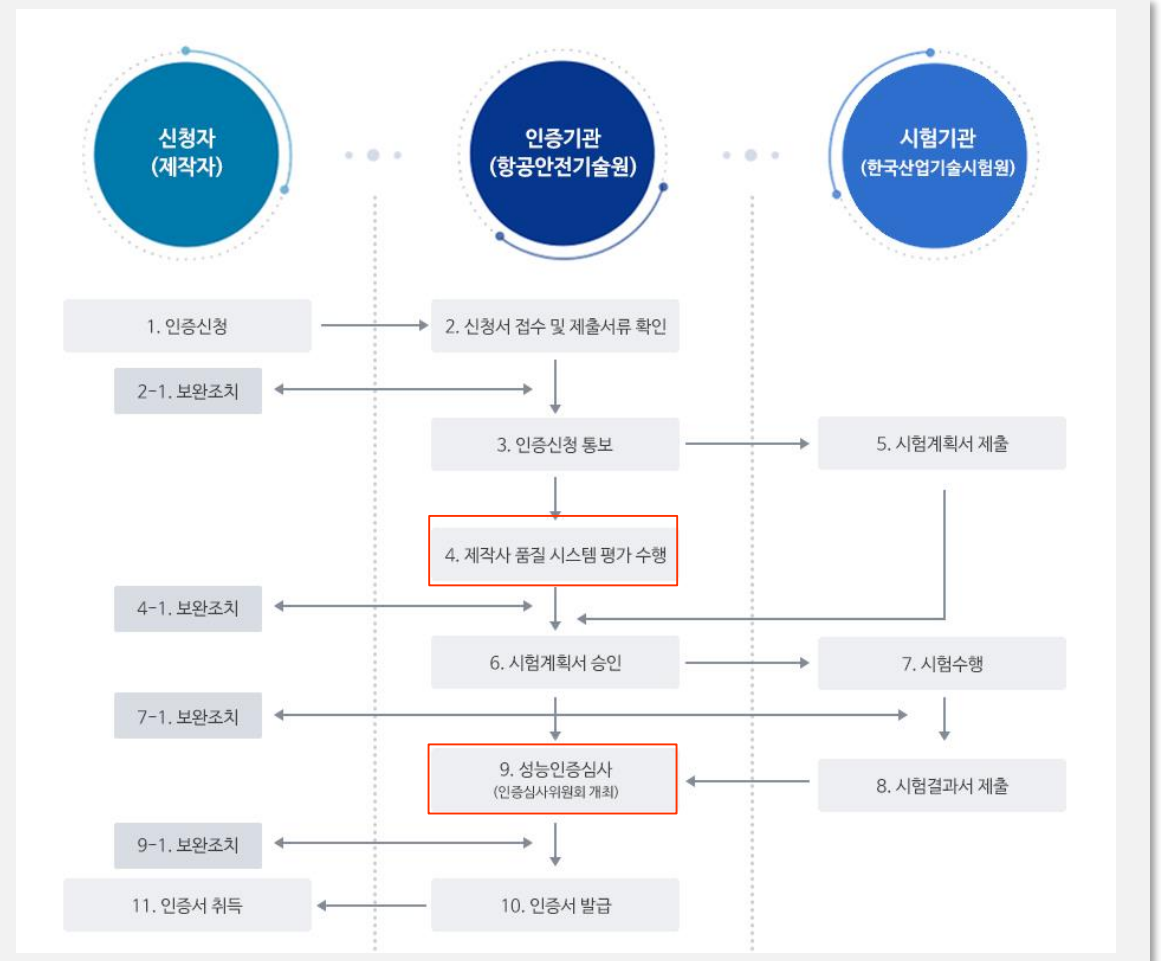 신청자
(제작자)
인증기관
(항공안전기술원)
시험기관
(한국산업기술시험원)
1. 인증신청
2. 신청서 접수 및 제출서류 확인
2-1. 보완조치
3. 인증신청 통보
5. 시험계획서 제출
4. 제작사 품질 시스템 평가 수행
4-1. 보완조치
6. 시험계획서 승인
7. 시험수행
7-1. 보완조치
9. 성능인증심사
(인증심사위원회 개최)
8. 시험결과서 제출
9-1. 보완조치
11. 인증서 취득
10. 인증서 발급